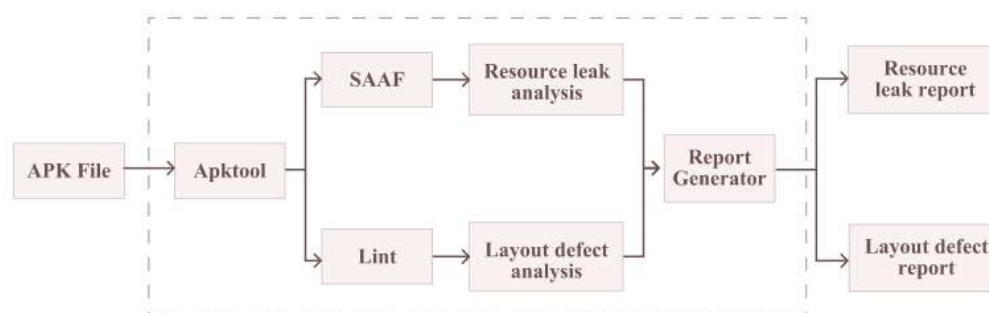 APK File
Apktool
SAAF
Resource leak
analysis
Lint
Layout defect
analysis
Report
Generator
Resource
leak report
Layout defect
report